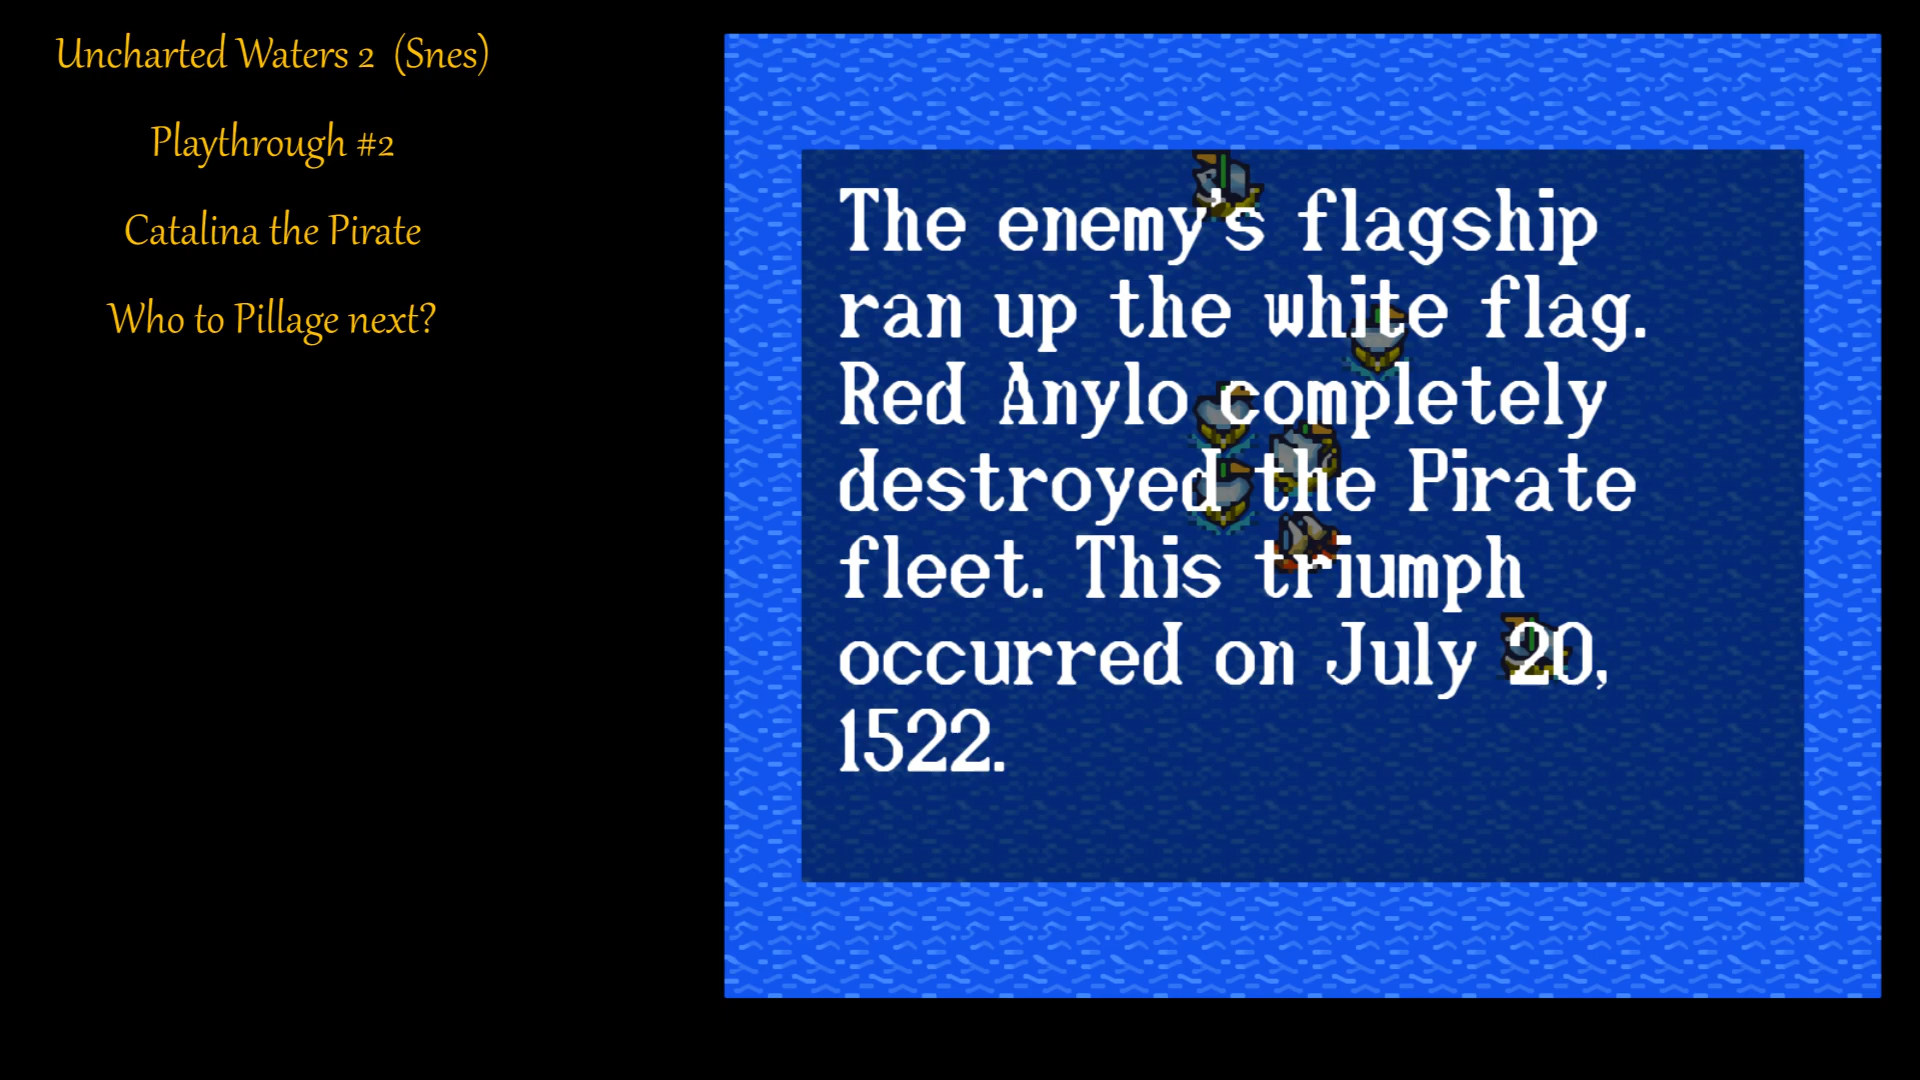 Uncharted Waters 2 (Snes)
Playthrough #2
Catalina the Pirate
Who to Pillage next?
The enemy's flagship
ran up the white flag.
Red Anylo completely
destroyed the Pirate
fleet. This triumph
occurred on July 20,
1522.